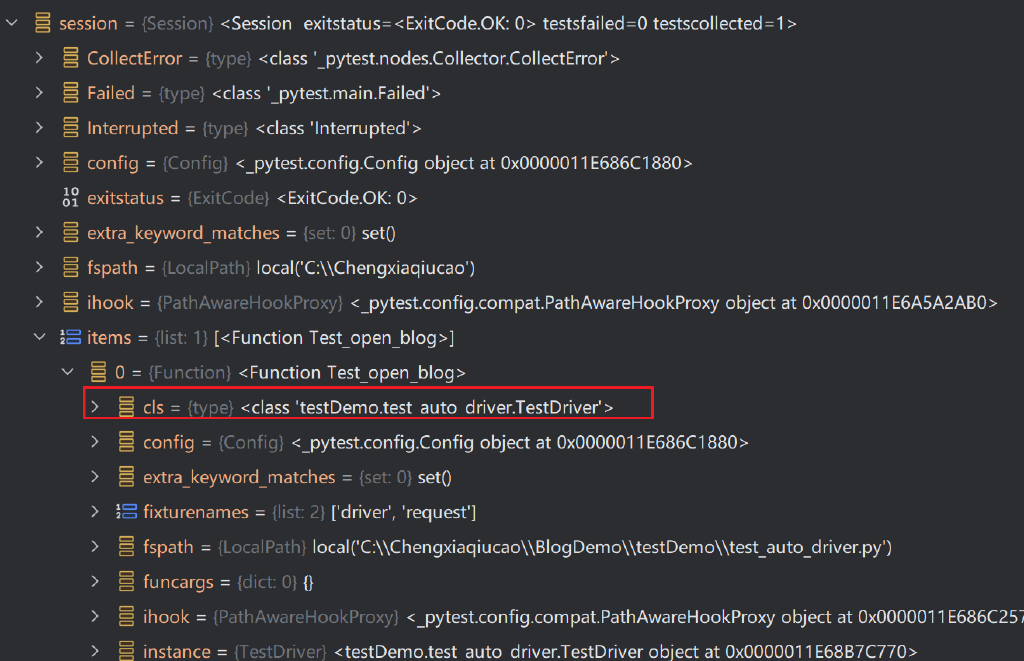 session = {Session} <Session exitstatus=<ExitCode.OK: 0> testsfailed=0 testscollected=1>
CollectError = {type} <class '_pytest.nodes.Collector.CollectError'>
Failed = {type} <class '_pytest.main.Failed'>
Interrupted = {type} <class 'Interrupted'>
config = {Config} <_pytest.config.Config object at 0x0000011E686C1880>
10
01 exitstatus = {ExitCode} <ExitCode.OK: 0>
extra_keyword_matches = {set: 0} set()
fspath = {LocalPath} local('C:\\Chengxiaqiucao')
ihook = {PathAwareHookProxy} <_pytest.config.compat.PathAwareHookProxy object at 0x0000011E6A5A2AB0>
items = {list: 1} [<Function Test_open_blog>]
0 = {Function} <Function Test_open_blog>
cls = {type} <class 'testDemo.test_auto_driver.TestDriver'>
config = {Config} <_pytest.config.Config object at 0x0000011E686C1880>
extra_keyword_matches = {set: 0} set()
fixturenames = {list: 2} ['driver', 'request']
fspath = {LocalPath} local('C:\\Chengxiaqiucao\\BlogDemo\\testDemo\\test_auto_driver.py')
funcargs = {dict: 0} {}
ihook = {PathAwareHookProxy} <_pytest.config.compat.PathAwareHookProxy object at 0x0000011E686C257
instance = {TestDriver} <testDemo.test_auto_driver.TestDriver object at 0x0000011E68B7C770>